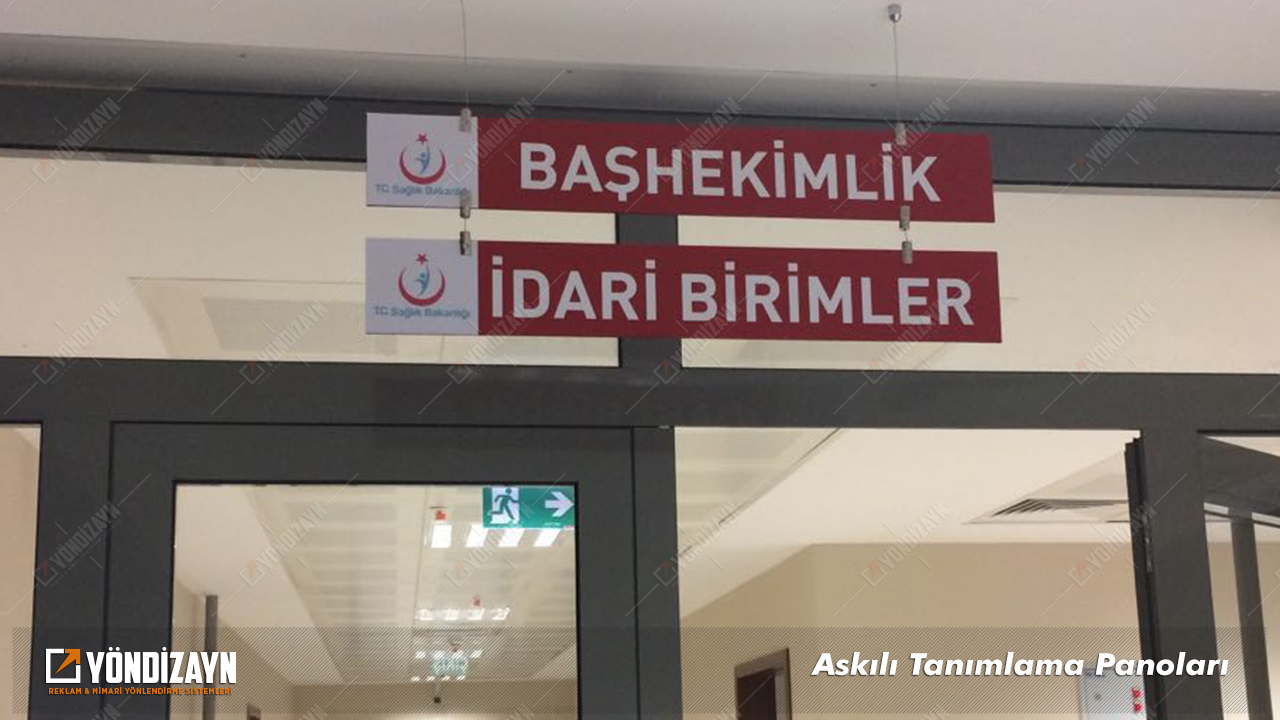 T.C. Sağlık Bakanlığı
BAŞHEKİMLİK
T.C. Sağlık Bakanlığı
İDARİ BİRİMLER
YÖNDİZAYN
REKLAM & MİMARİ YÖNLENDİRME SİSTEMLERİ
Askılı Tanımlama Panoları